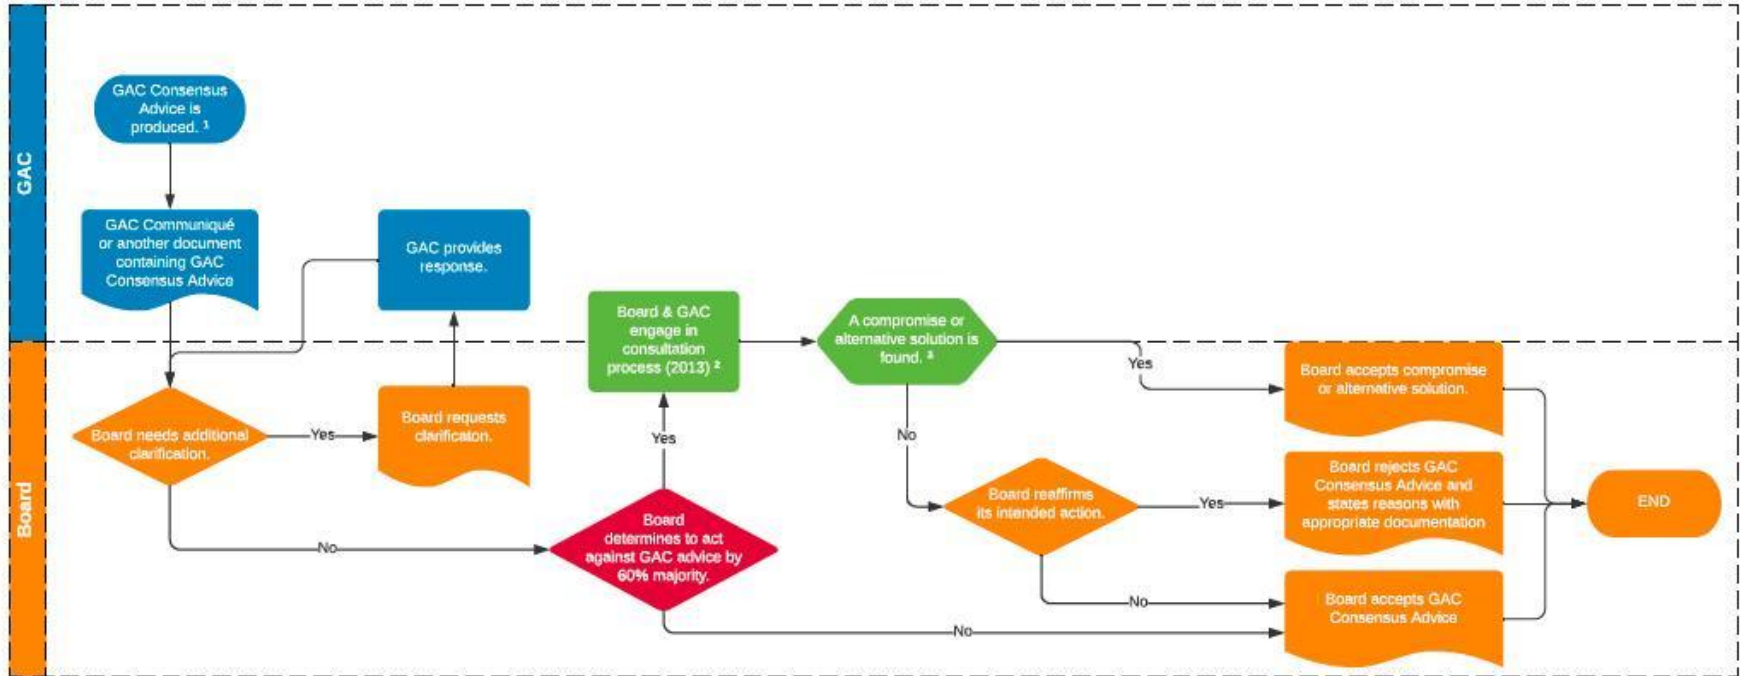 GAC
GAC Consensus
Advice is
produced. 1
GAC Communiqué
or another document
containing GAC
Consensus Advice
GAC provides
response.
Board & GAC
engage in
consultation
process (2013) 2
A compromise or
alternative solution is
found. 3
Yes
Board accepts compromise
or alternative solution.
Board
Board needs additional
clarification.
Yes
Board requests
clarificaton.
Yes
No
Board rejects GAC
Consensus Advice and
states reasons with
appropriate documentation
Board reaffirms
its intended action.
Yes
END
No
Board
determines to act
against GAC advice by
60% majority.
No
No
Board accepts GAC
Consensus Advice